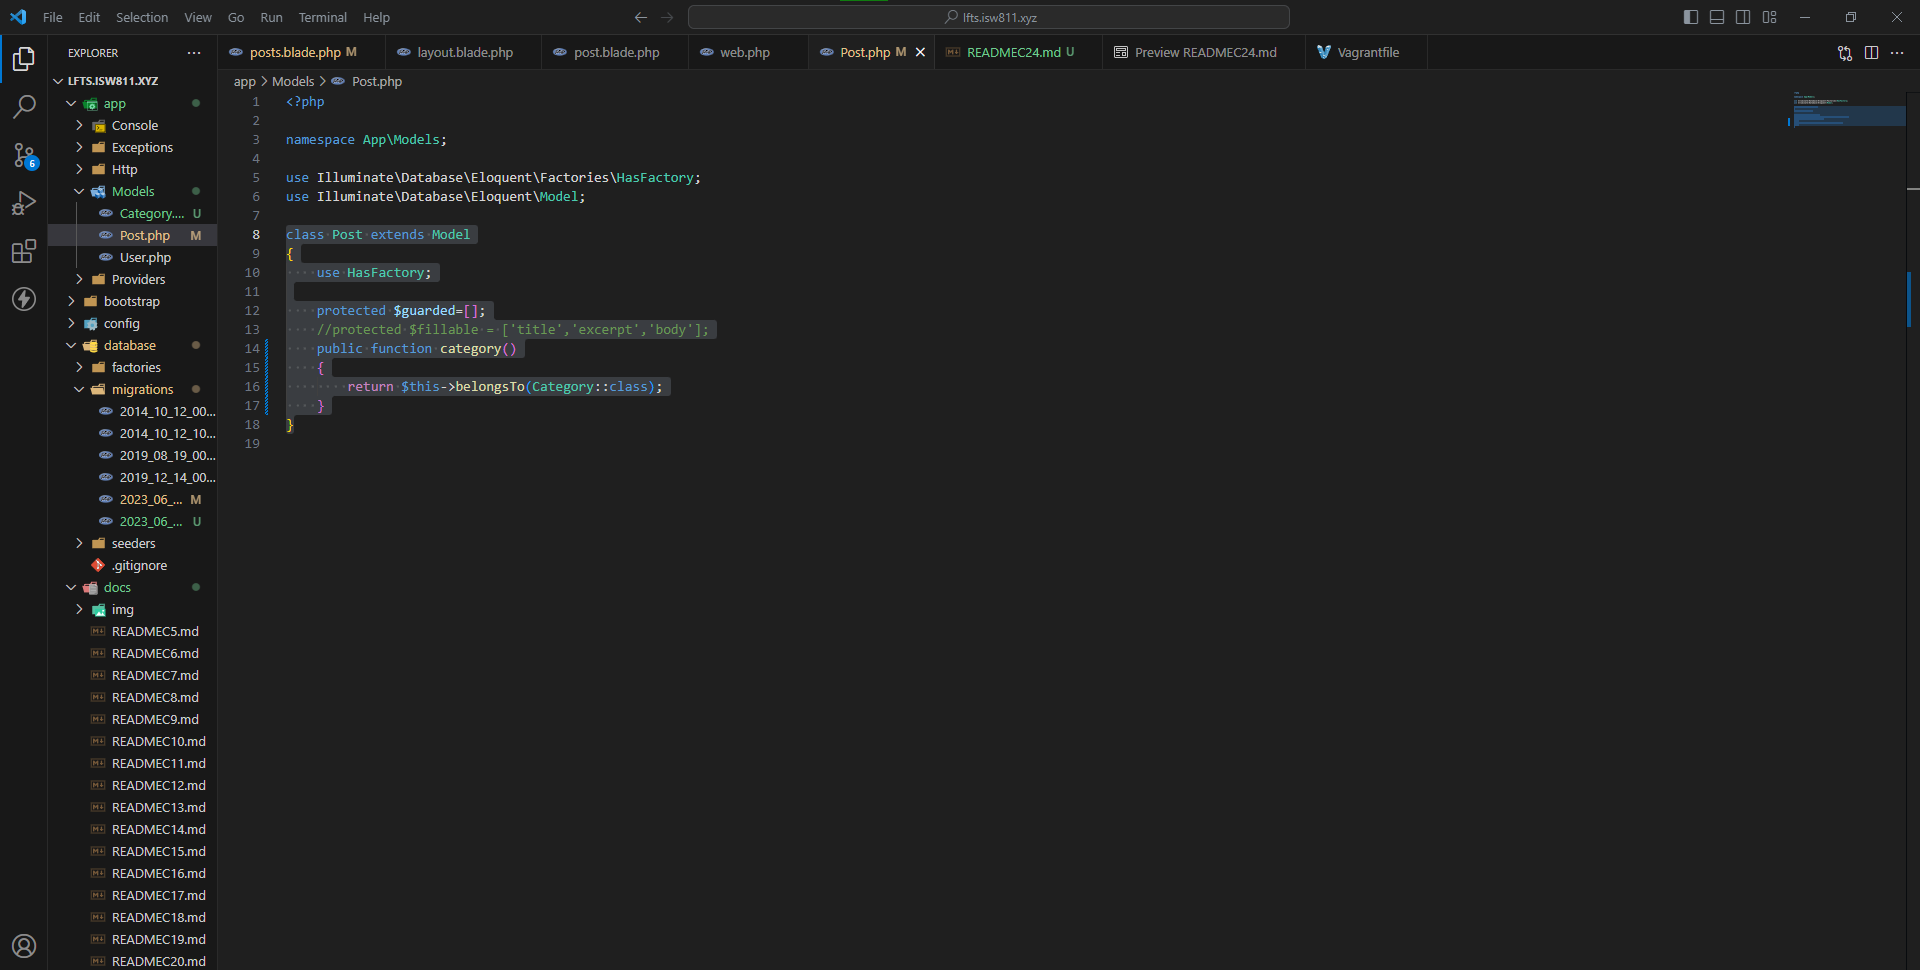 File Edit Selection View Go Run Terminal Help
lfts.isw811.xyz
EXPLORER
posts.blade.php M
layout.blade.php
post.blade.php
web.php
Post.php M
READMEC24.md U
Preview READMEC24.md
Vagrantfile
LFTS.ISW811.XYZ
app
Console
Exceptions
Http
Models
Category.... U
Post.php M
User.php
Providers
bootstrap
config
database
factories
migrations
2014_10_12_00...
2014_10_12_10...
2019_08_19_00...
2019_12_14_00...
2023_06_... M
2023_06_... U
seeders
.gitignore
docs
img
READMEC5.md
READMEC6.md
READMEC7.md
READMEC8.md
READMEC9.md
READMEC10.md
READMEC11.md
READMEC12.md
READMEC13.md
READMEC14.md
READMEC15.md
READMEC16.md
READMEC17.md
READMEC18.md
READMEC19.md
READMEC20.md
6
app > Models > Post.php
1 <?php
2
3 namespace App\Models;
4
5 use Illuminate\Database\Eloquent\Factories\HasFactory;
6 use Illuminate\Database\Eloquent\Model;
7
8 class Post extends Model
9 {
10 use HasFactory;
11
12 protected $guarded=[];
13 //protected $fillable = ['title','excerpt','body'];
14 public function category()
15 {
16 return $this->belongsTo(Category::class);
17 }
18 }
19